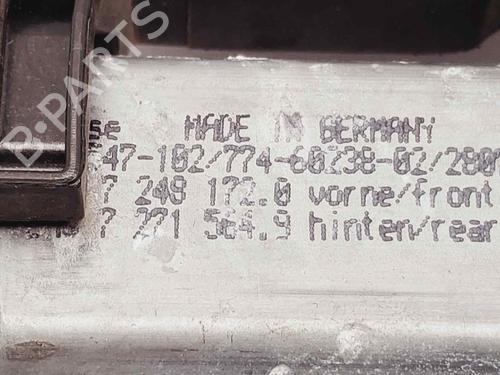 B-PARTS
se MADE IN GERMANY
47-102/774-60238-02/280
7 248 172.0 vorne/front
7 221 564.9 hinten/rear